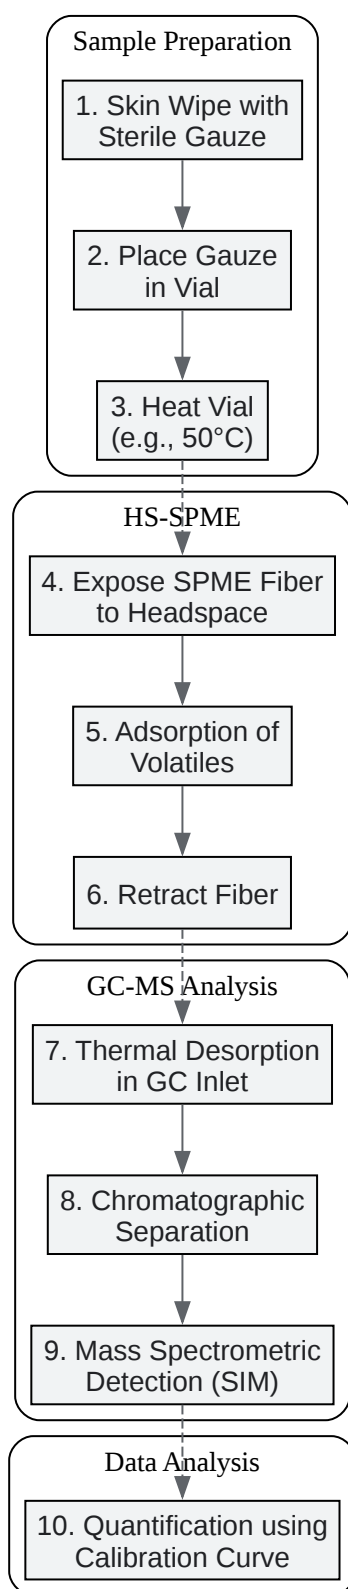 Sample Preparation
1. Skin Wipe with
Sterile Gauze
2. Place Gauze
in Vial
3. Heat Vial
(e.g., 50°C)
HS-SPME
4. Expose SPME Fiber
to Headspace
5. Adsorption of
Volatiles
6. Retract Fiber
GC-MS Analysis
7. Thermal Desorption
in GC Inlet
8. Chromatographic
Separation
9. Mass Spectrometric
Detection (SIM)
Data Analysis
10. Quantification using
Calibration Curve